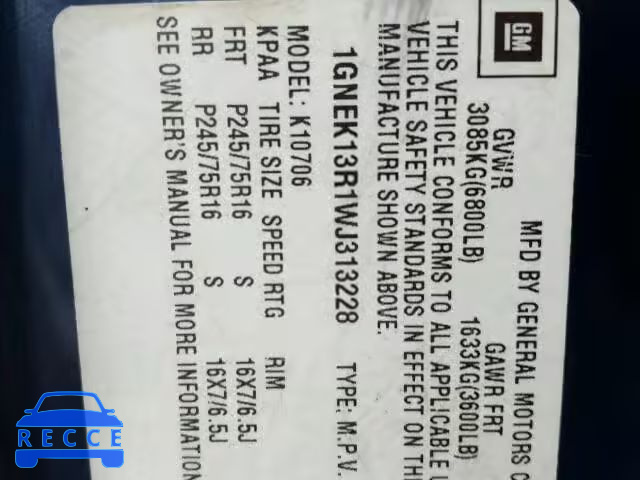 GM
MFD BY GENERAL MOTORS C
GVWR GAWR FRT
3085KG(6800LB) 1633KG(3600LB)
THIS VEHICLE CONFORMS TO ALL APPLICABLE
VEHICLE SAFETY STANDARDS IN EFFECT ON TH
MANUFACTURE SHOWN ABOVE.
1GNEK13R1WJ313228 TYPE: M.P.V.
MODEL: K10706
KPAA TIRE SIZE SPEED RTG RIM
FRT P245/75R16 S 16X7/6.5J
RR P245/75R16 S 16X7/6.5J
SEE OWNER'S MANUAL FOR MORE INFORMATION
RECCE